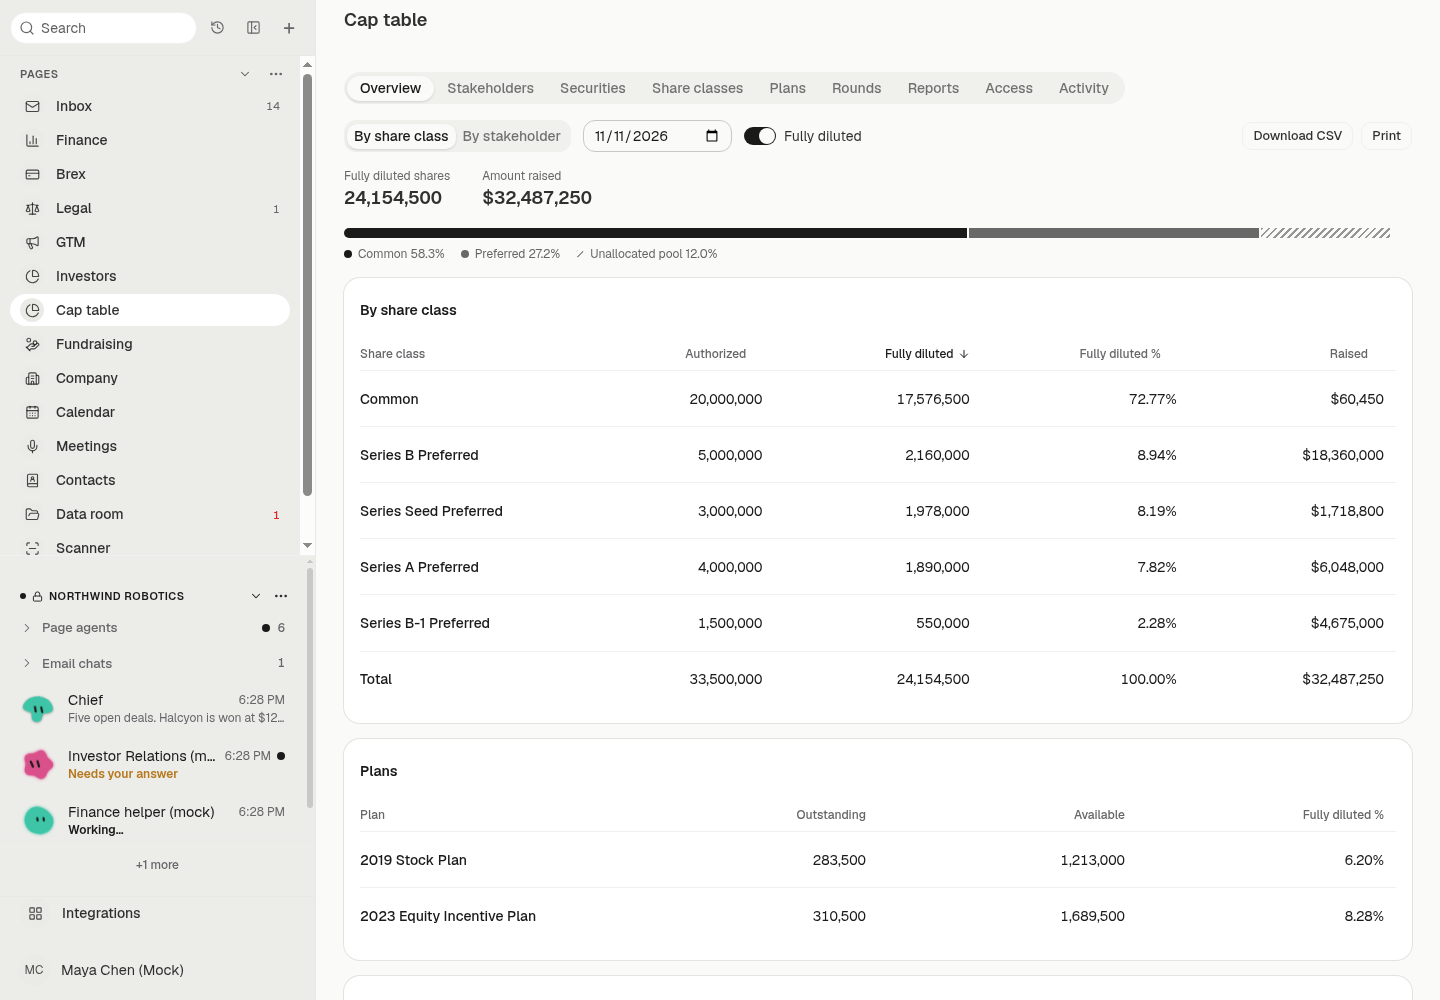 Search
PAGES
Inbox 14
Finance
Brex
Legal 1
GTM
Investors
Cap table
Fundraising
Company
Calendar
Meetings
Contacts
Data room 1
Scanner
NORTHWIND ROBOTICS
Page agents 6
Email chats 1
Chief 6:28 PM
Five open deals. Halcyon is won at $12...
Investor Relations (m... 6:28 PM
Needs your answer
Finance helper (mock) 6:28 PM
Working...
+1 more
Integrations
MC Maya Chen (Mock)
Cap table
Overview Stakeholders Securities Share classes Plans Rounds Reports Access Activity
By share class By stakeholder 11/11/2026 Fully diluted Download CSV Print
Fully diluted shares Amount raised
24,154,500 $32,487,250
Common 58.3% Preferred 27.2% Unallocated pool 12.0%
By share class
Share class Authorized Fully diluted ↓ Fully diluted % Raised
Common 20,000,000 17,576,500 72.77% $60,450
Series B Preferred 5,000,000 2,160,000 8.94% $18,360,000
Series Seed Preferred 3,000,000 1,978,000 8.19% $1,718,800
Series A Preferred 4,000,000 1,890,000 7.82% $6,048,000
Series B-1 Preferred 1,500,000 550,000 2.28% $4,675,000
Total 33,500,000 24,154,500 100.00% $32,487,250
Plans
Plan Outstanding Available Fully diluted %
2019 Stock Plan 283,500 1,213,000 6.20%
2023 Equity Incentive Plan 310,500 1,689,500 8.28%